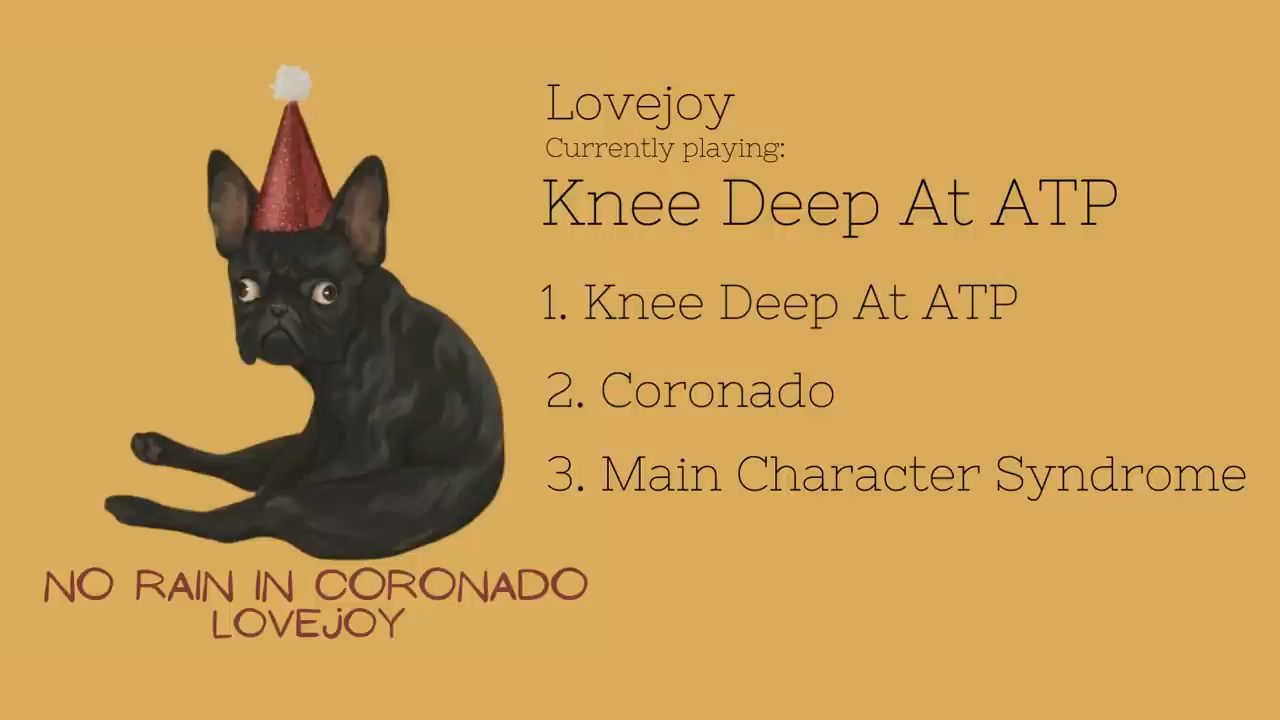 Lovejoy
Currently playing:
Knee Deep At ATP
1. Knee Deep At ATP
2. Coronado
3. Main Character Syndrome
NO RAIN IN CORONADO
LOVEjOY